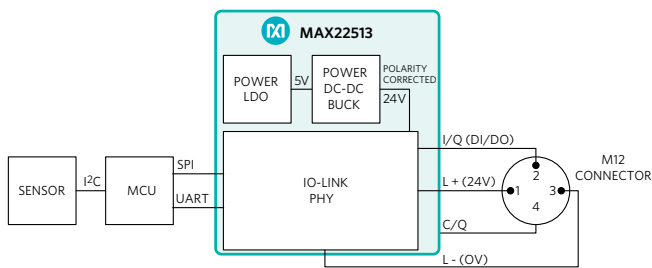 MAX22513
POWER
LDO
5V
POWER
DC-DC
BUCK
POLARITY
CORRECTED
24V
SENSOR
I2C
MCU
SPI
UART
IO-LINK
PHY
I/Q (DI/DO)
L + (24V)
C/Q
L - (OV)
2
1
3
4
M12
CONNECTOR